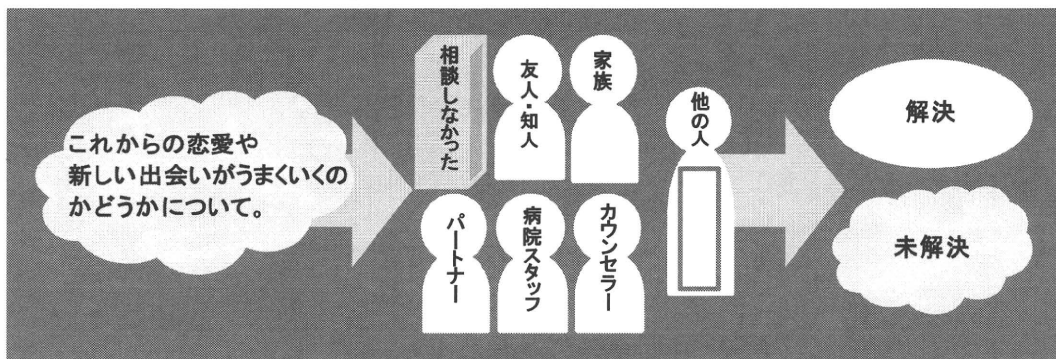 これからの恋愛や
新しい出会いがうまくいくの
かどうかについて。
相談しなかった
友人・知人
家族
パートナー
病院スタッフ
カウンセラー
他の人
解決
未解決